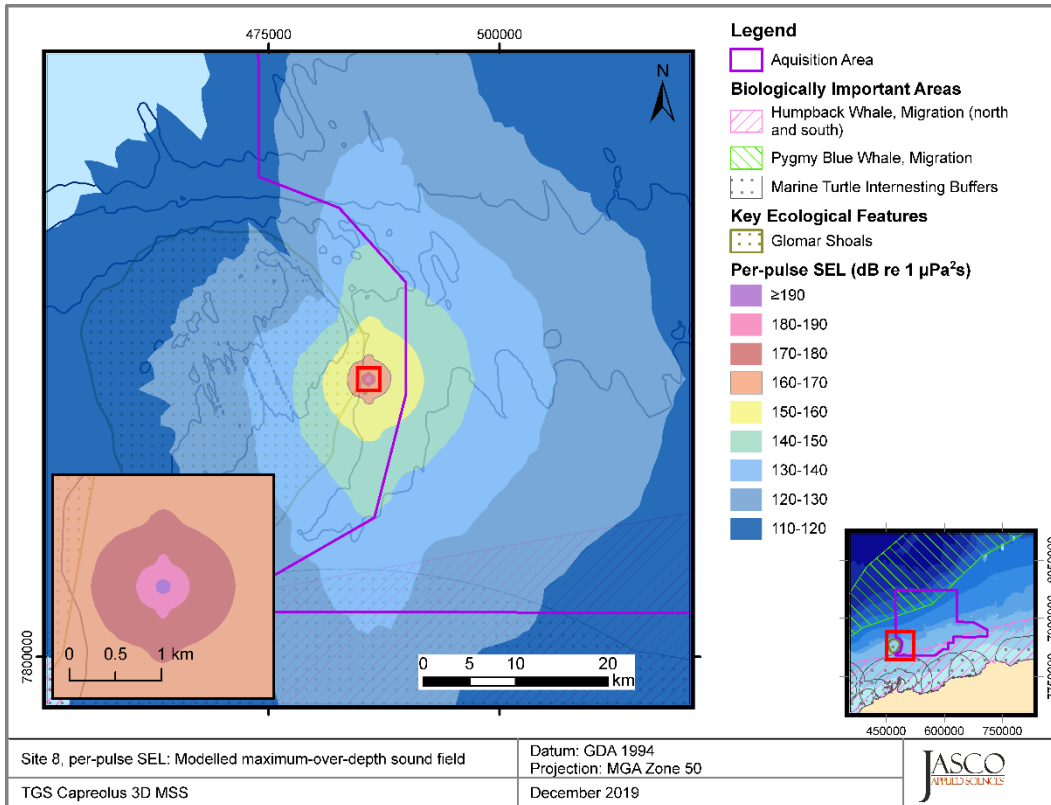 475000 500000
N
7800000
0 0.5 1 km
0 5 10 20
km
Legend
Aquisition Area
Biologically Important Areas
Humpback Whale, Migration (north
and south)
Pygmy Blue Whale, Migration
Marine Turtle Internesting Buffers
Key Ecological Features
Glomar Shoals
Per-pulse SEL (dB re 1 µPa²s)
≥190
180-190
170-180
160-170
150-160
140-150
130-140
120-130
110-120
8050000
7900000
7750000
450000 600000 750000
Site 8, per-pulse SEL: Modelled maximum-over-depth sound field
TGS Capreolus 3D MSS
Datum: GDA 1994
Projection: MGA Zone 50
December 2019
JASCO
APPLIED SCIENCES